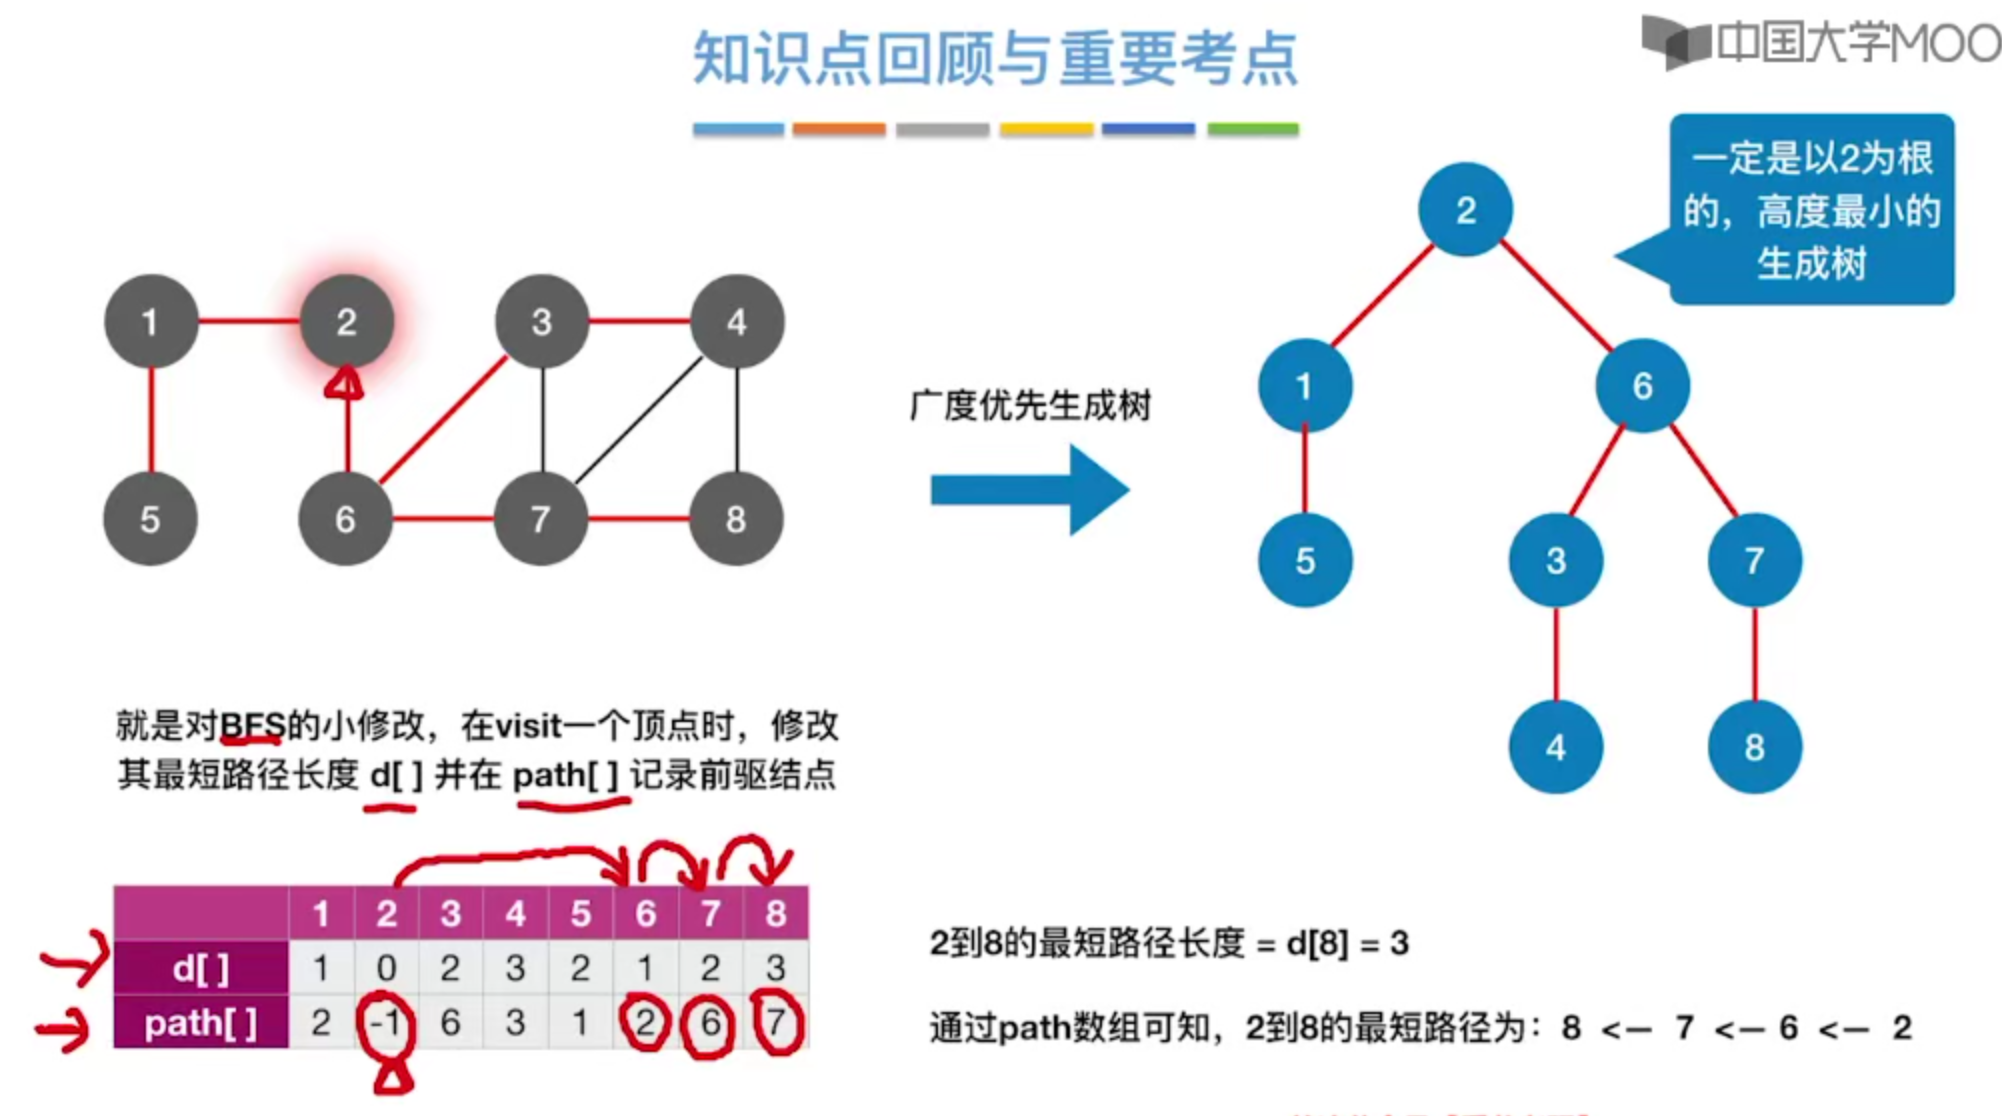 知识点回顾与重要考点
中国大学MOO
一定是以2为根
的，高度最小的
生成树
1
2
3
4
5
6
7
8
广度优先生成树
2
1
6
5
3
7
4
8
就是对BFS的小修改，在visit一个顶点时，修改
其最短路径长度 d[ ] 并在 path[ ] 记录前驱结点
1 2 3 4 5 6 7 8
d[ ] 1 0 2 3 2 1 2 3
path[ ] 2 -1 6 3 1 2 6 7
2到8的最短路径长度 = d[8] = 3
通过path数组可知，2到8的最短路径为：8 <— 7 <— 6 <— 2